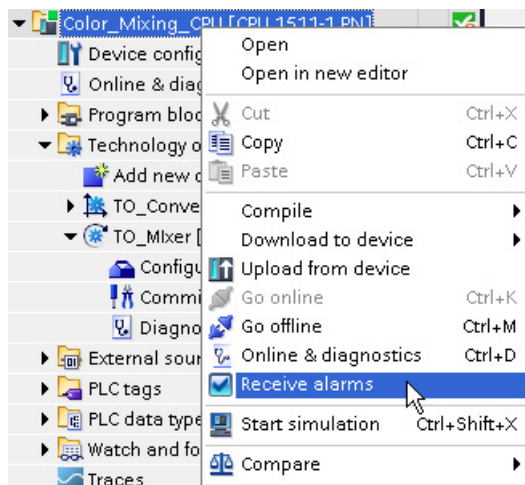 Color_Mixing_CPU [CPU 1511-1 PN]
Device config
Online & diag
Program bloc
Technology o
Add new o
TO_Conve
TO_Mixer [
Configu
Commi
Diagno
External sour
PLC tags
PLC data type
Watch and fo
Traces
Open
Open in new editor
Cut Ctrl+X
Copy Ctrl+C
Paste Ctrl+V
Compile
Download to device
Upload from device
Go online Ctrl+K
Go offline Ctrl+M
Online & diagnostics Ctrl+D
Receive alarms
Start simulation Ctrl+Shift+X
Compare